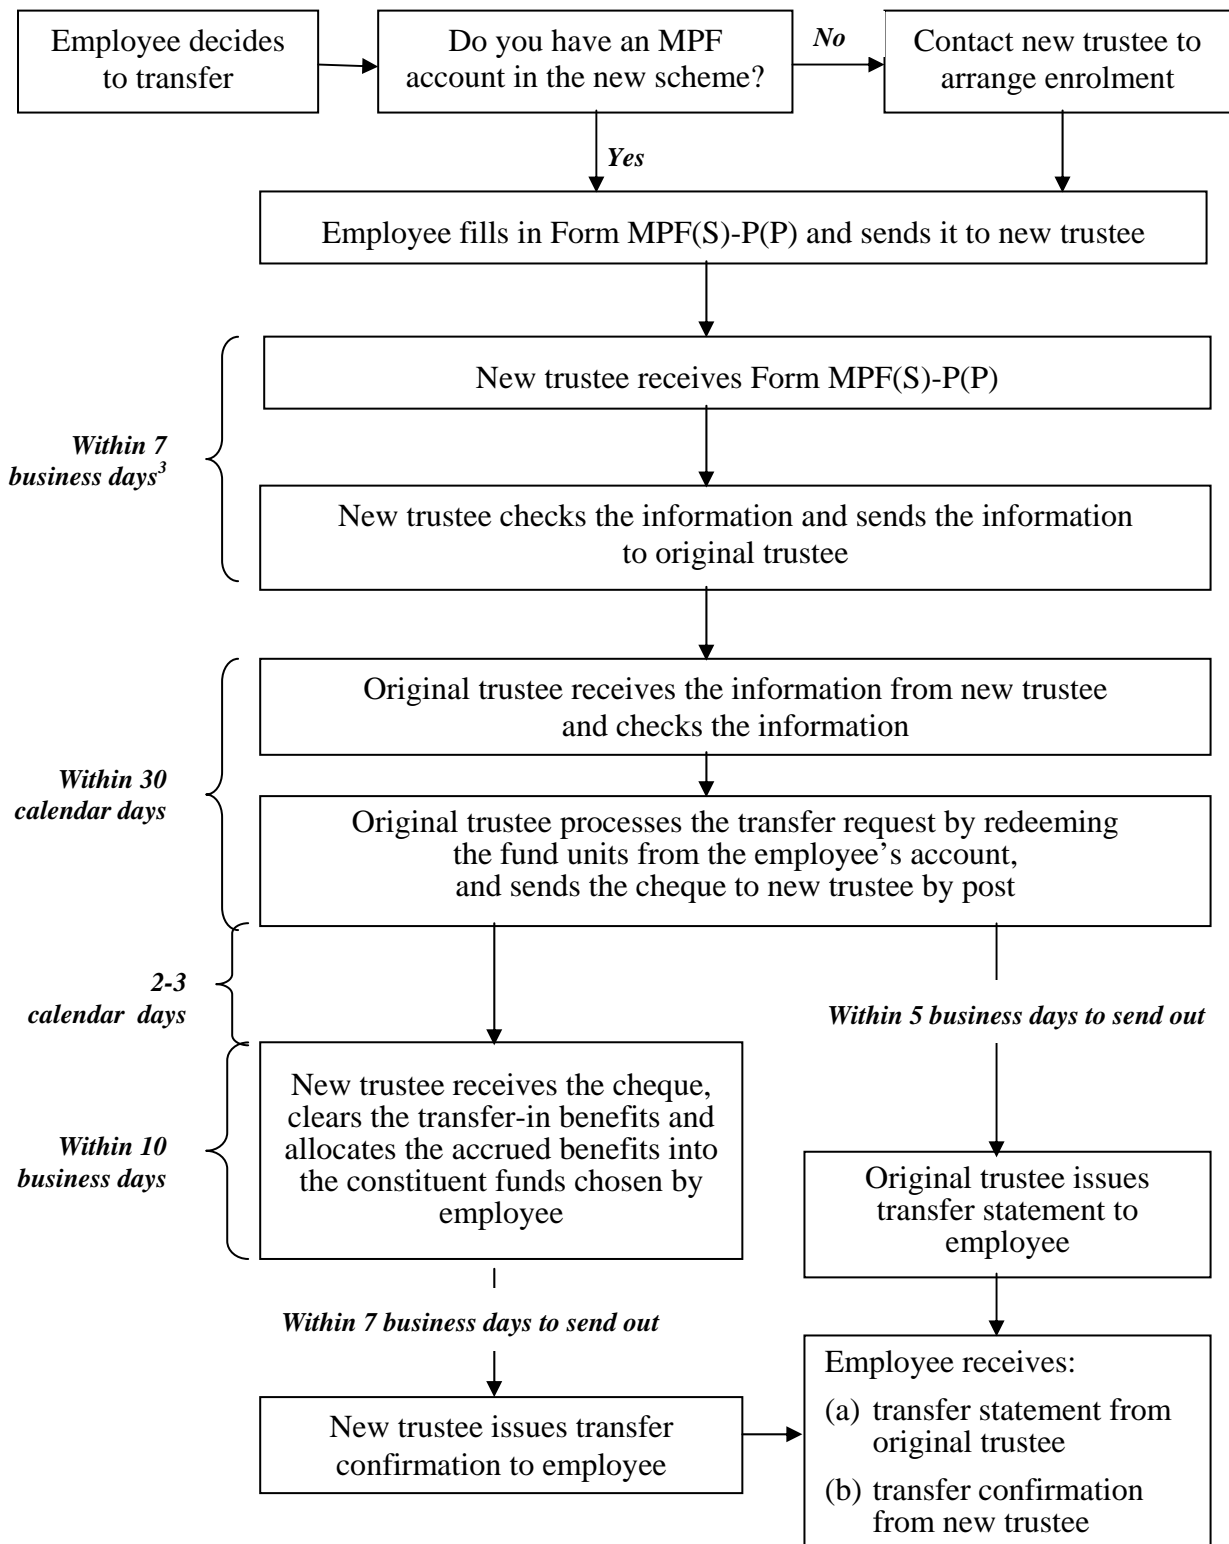 Employee decides
to transfer
Do you have an MPF
account in the new scheme?
No
Contact new trustee to
arrange enrolment
Yes
Employee fills in Form MPF(S)-P(P) and sends it to new trustee
Within 7
business days³
New trustee receives Form MPF(S)-P(P)
New trustee checks the information and sends the information
to original trustee
Within 30
calendar days
Original trustee receives the information from new trustee
and checks the information
Original trustee processes the transfer request by redeeming
the fund units from the employee’s account,
and sends the cheque to new trustee by post
2-3
calendar days
Within 5 business days to send out
Within 10
business days
New trustee receives the cheque,
clears the transfer-in benefits and
allocates the accrued benefits into
the constituent funds chosen by
employee
Original trustee issues
transfer statement to
employee
Within 7 business days to send out
New trustee issues transfer
confirmation to employee
Employee receives:
(a) transfer statement from
original trustee
(b) transfer confirmation
from new trustee